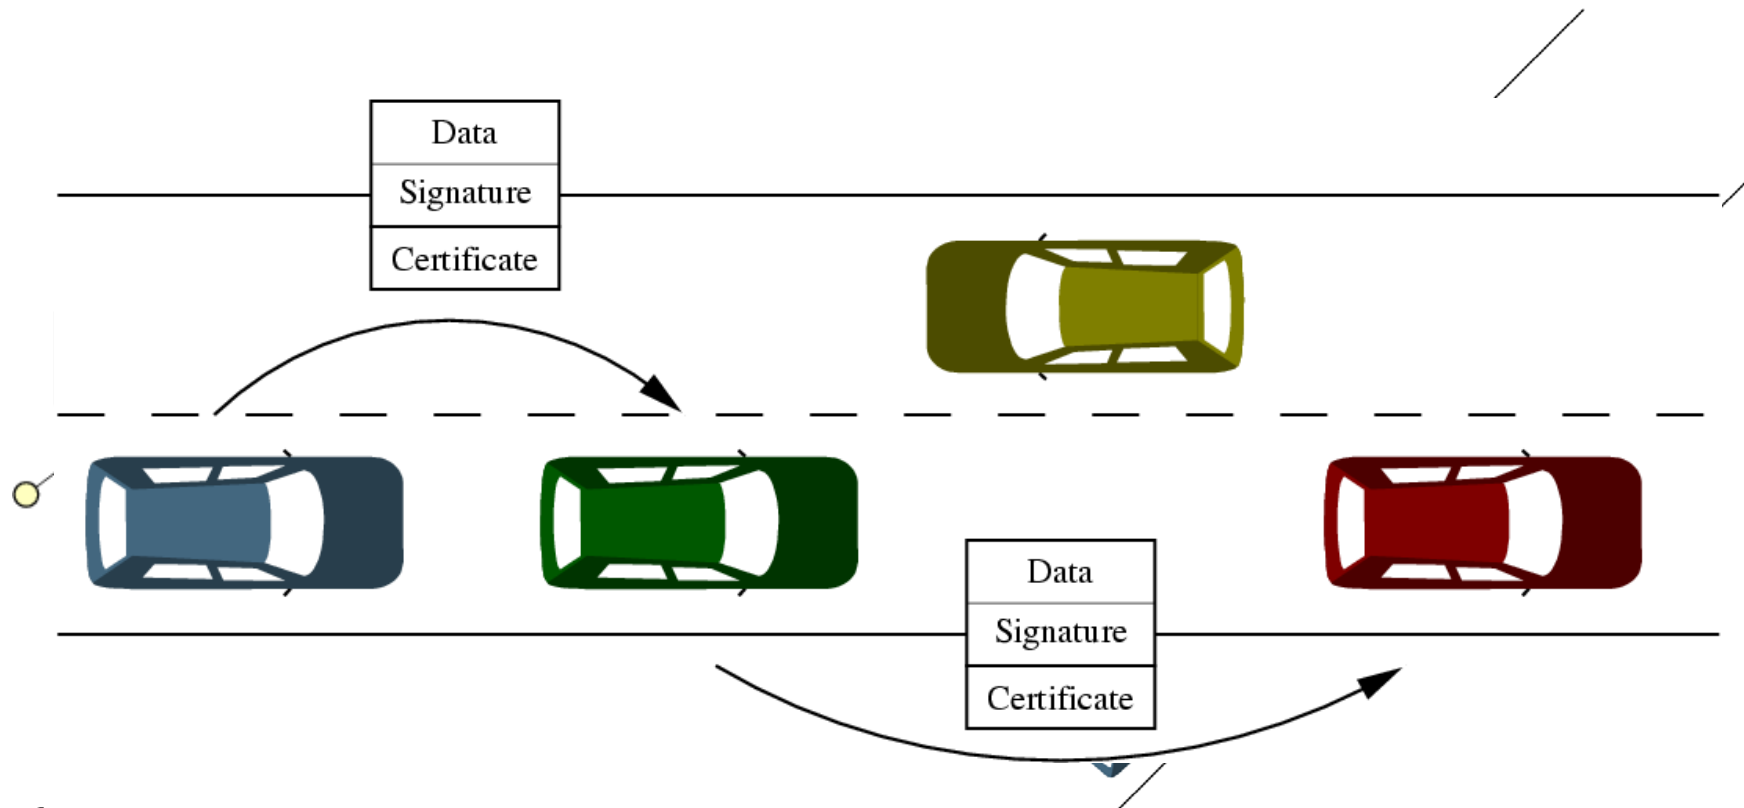 Data
Signature
Certificate
Data
Signature
Certificate